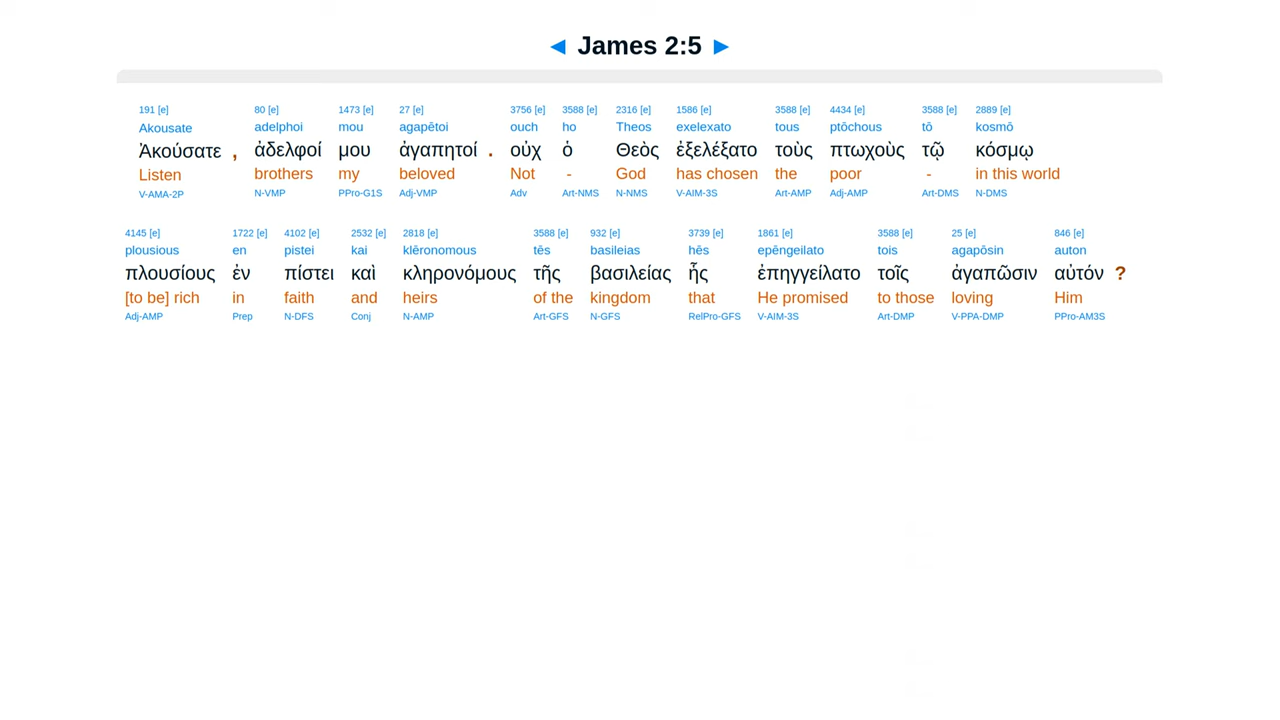 ◄ James 2:5 ►
191 [e] 80 [e] 1473 [e] 27 [e] 3756 [e] 3588 [e] 2316 [e] 1586 [e] 3588 [e] 4434 [e] 3588 [e] 2889 [e]
Akousate adelphoi mou agapētoi ouch ho Theos exelexato tous ptōchous tō kosmō
Ἀκούσατε , ἀδελφοί μου ἀγαπητοί . οὐχ ὁ Θεὸς ἐξελέξατο τοὺς πτωχοὺς τῷ κόσμῳ
Listen brothers my beloved Not - God has chosen the poor - in this world
V-AMA-2P N-VMP PPro-G1S Adj-VMP Adv Art-NMS N-NMS V-AIM-3S Art-AMP Adj-AMP Art-DMS N-DMS
4145 [e] 1722 [e] 4102 [e] 2532 [e] 2818 [e] 3588 [e] 932 [e] 3739 [e] 1861 [e] 3588 [e] 25 [e] 846 [e]
plousious en pistei kai klēronomous tēs basileias hēs epēngeilato tois agapōsin auton
πλουσίους ἐν πίστει καὶ κληρονόμους τῆς βασιλείας ἧς ἐπηγγείλατο τοῖς ἀγαπῶσιν αὐτόν ?
[to be] rich in faith and heirs of the kingdom that He promised to those loving Him
Adj-AMP Prep N-DFS Conj N-AMP Art-GFS N-GFS RelPro-GFS V-AIM-3S Art-DMP V-PPA-DMP PPro-AM3S